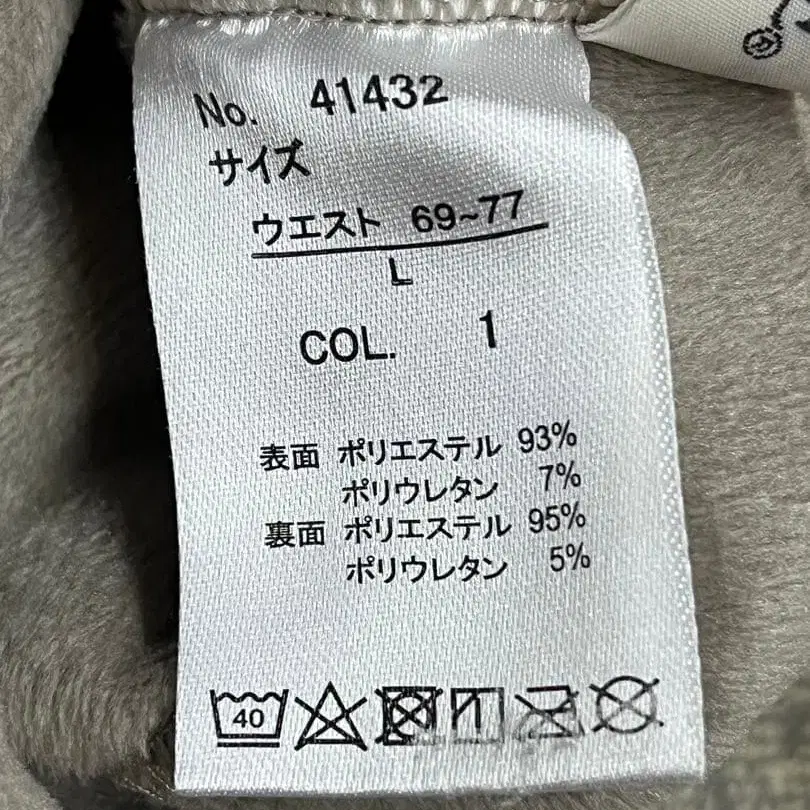 No. 41432
サイズ
ウエスト 69~77
L
COL. 1
表面 ポリエステル 93%
ポリウレタン 7%
裏面 ポリエステル 95%
ポリウレタン 5%
40